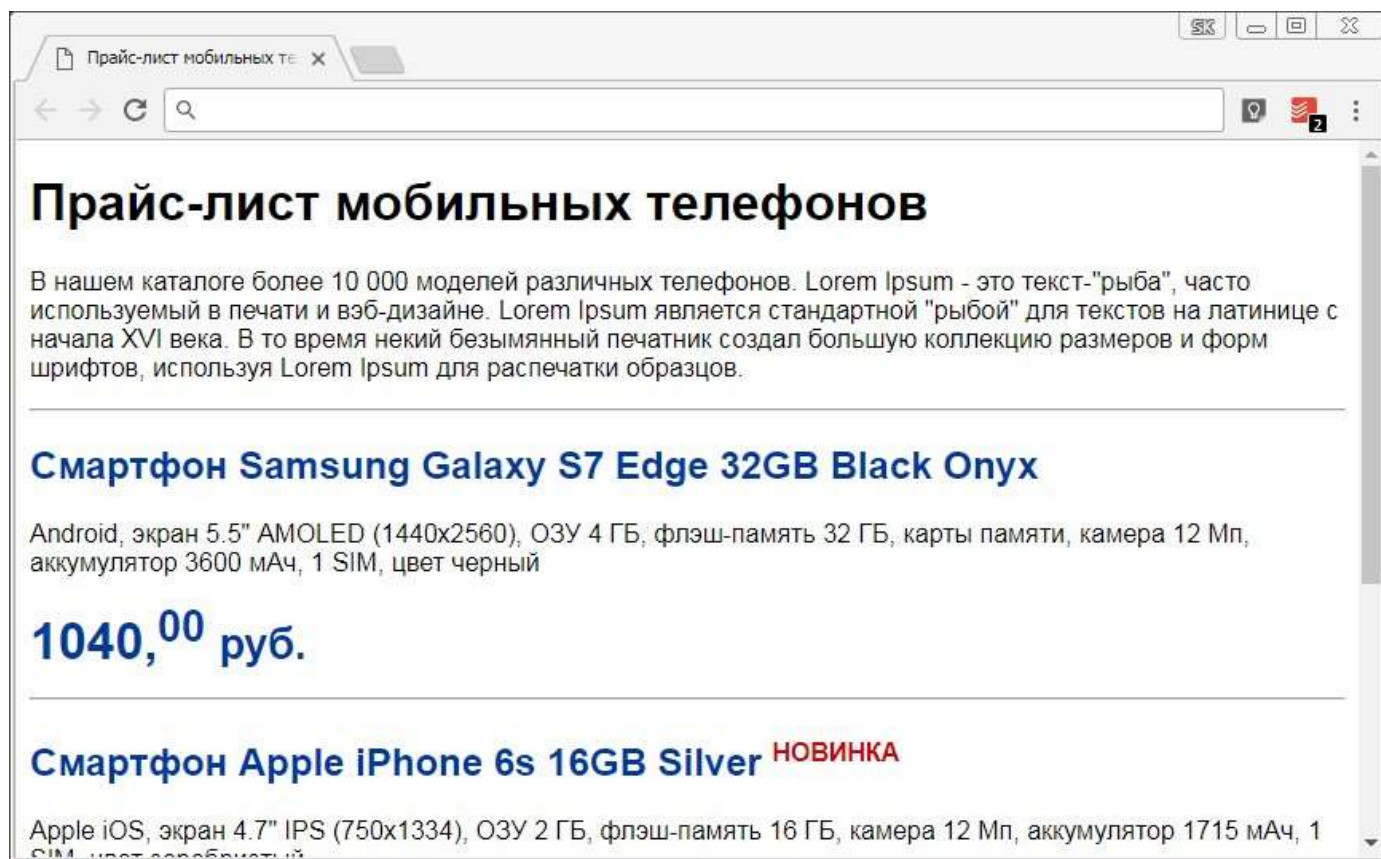 SK
Прайс-лист мобильных те
2
Прайс-лист мобильных телефонов
В нашем каталоге более 10 000 моделей различных телефонов. Lorem Ipsum - это текст-"рыба", часто
используемый в печати и вэб-дизайне. Lorem Ipsum является стандартной "рыбой" для текстов на латинице с
начала XVI века. В то время некий безымянный печатник создал большую коллекцию размеров и форм
шрифтов, используя Lorem Ipsum для распечатки образцов.
Смартфон Samsung Galaxy S7 Edge 32GB Black Onyx
Android, экран 5.5" AMOLED (1440x2560), ОЗУ 4 ГБ, флэш-память 32 ГБ, карты памяти, камера 12 Мп,
аккумулятор 3600 мАч, 1 SIM, цвет черный
1040,00 руб.
Смартфон Apple iPhone 6s 16GB Silver НОВИНКА
Apple iOS, экран 4.7" IPS (750x1334), ОЗУ 2 ГБ, флэш-память 16 ГБ, камера 12 Мп, аккумулятор 1715 мАч, 1
SIM, цвет серебристый